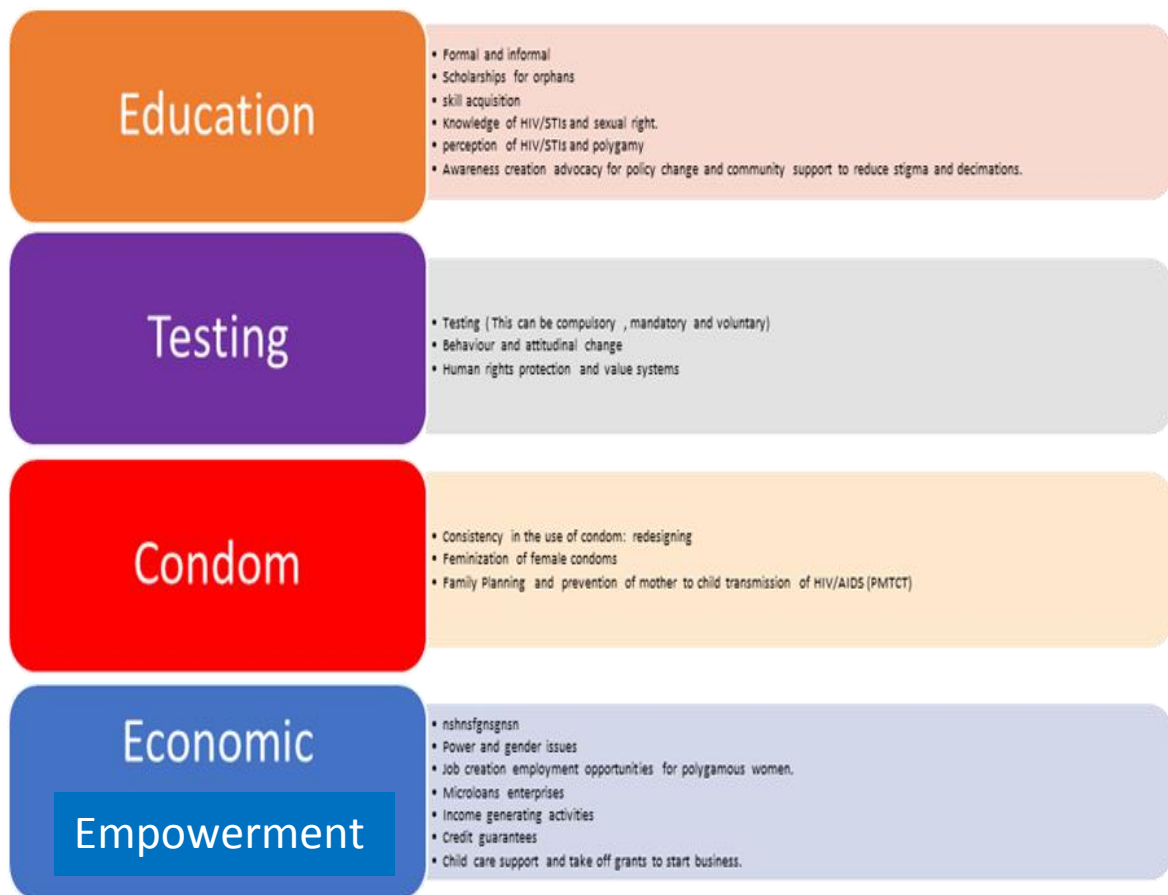 Education
• Formal and informal
• Scholarships for orphans
• skill acquisition
• Knowledge of HIV/STIs and sexual right.
• perception of HIV/STIs and polygamy
• Awareness creation advocacy for policy change and community support to reduce stigma and decimations.
Testing
• Testing ( This can be compulsory , mandatory and voluntary)
• Behaviour and attitudinal change
• Human rights protection and value systems
Condom
• Consistency in the use of condom: redesigning
• Feminization of female condoms
• Family Planning and prevention of mother to child transmission of HIV/AIDS (PMTCT)
Economic
Empowerment
• nshnsfgnsgnsn
• Power and gender issues
• Job creation employment opportunities for polygamous women.
• Microloans enterprises
• Income generating activities
• Credit guarantees
• Child care support and take off grants to start business.